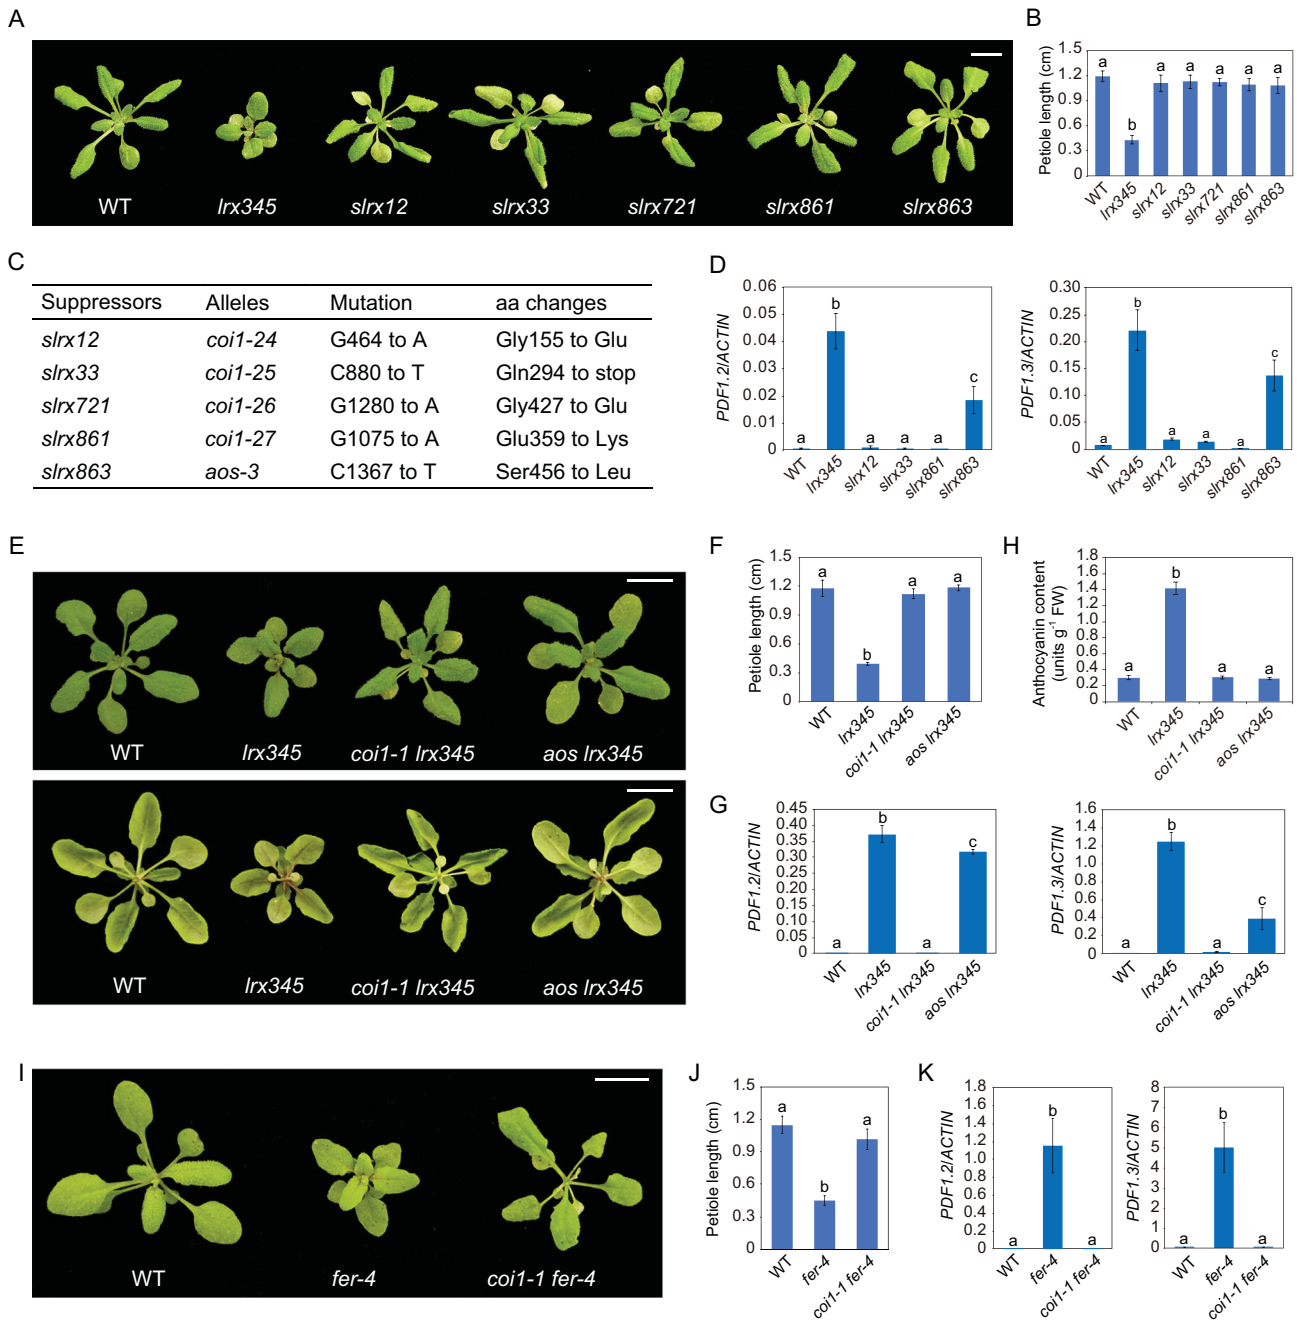 A
WT lrx345 slrx12 slrx33 slrx721 slrx861 slrx863
B
Petiole length (cm)
1.5
1.2
0.9
0.6
0.3
0
a b a a a a a
WT lrx345 slrx12 slrx33 slrx721 slrx861 slrx863
C
Suppressors Alleles Mutation aa changes
slrx12 coi1-24 G464 to A Gly155 to Glu
slrx33 coi1-25 C880 to T Gln294 to stop
slrx721 coi1-26 G1280 to A Gly427 to Glu
slrx861 coi1-27 G1075 to A Glu359 to Lys
slrx863 aos-3 C1367 to T Ser456 to Leu
D
PDF1.2/ACTIN
0.06
0.05
0.04
0.03
0.02
0.01
0
a b a a a c
WT lrx345 slrx12 slrx33 slrx861 slrx863
PDF1.3/ACTIN
0.30
0.25
0.20
0.15
0.10
0.05
0
a b a a a c
WT lrx345 slrx12 slrx33 slrx861 slrx863
E
WT lrx345 coi1-1 lrx345 aos lrx345
WT lrx345 coi1-1 lrx345 aos lrx345
F
Petiole length (cm)
1.5
1.2
0.9
0.6
0.3
0
a b a a
WT lrx345 coi1-1 lrx345 aos lrx345
H
Anthocyanin content
(units g-1 FW)
1.8
1.6
1.4
1.2
1.0
0.8
0.6
0.4
0.2
0
a b a a
WT lrx345 coi1-1 lrx345 aos lrx345
G
PDF1.2/ACTIN
0.45
0.40
0.35
0.30
0.25
0.20
0.15
0.10
0.05
0
a b a c
WT lrx345 coi1-1 lrx345 aos lrx345
PDF1.3/ACTIN
1.6
1.4
1.2
1.0
0.8
0.6
0.4
0.2
0
a b a c
WT lrx345 coi1-1 lrx345 aos lrx345
I
WT fer-4 coi1-1 fer-4
J
Petiole length (cm)
1.5
1.2
0.9
0.6
0.3
0
a b a
WT fer-4 coi1-1 fer-4
K
PDF1.2/ACTIN
1.8
1.6
1.4
1.2
1.0
0.8
0.6
0.4
0.2
0
a b a
WT fer-4 coi1-1 fer-4
PDF1.3/ACTIN
8
7
6
5
4
3
2
1
0
a b a
WT fer-4 coi1-1 fer-4